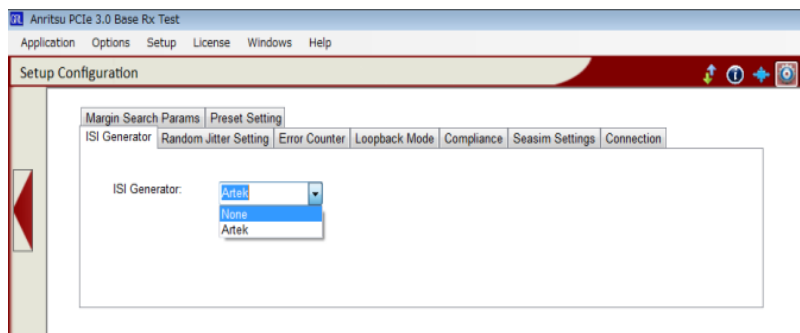 GRL Anritsu PCIe 3.0 Base Rx Test
Application Options Setup License Windows Help
Setup Configuration
Margin Search Params Preset Setting
ISI Generator Random Jitter Setting Error Counter Loopback Mode Compliance Seasim Settings Connection
ISI Generator: Artek
None
Artek